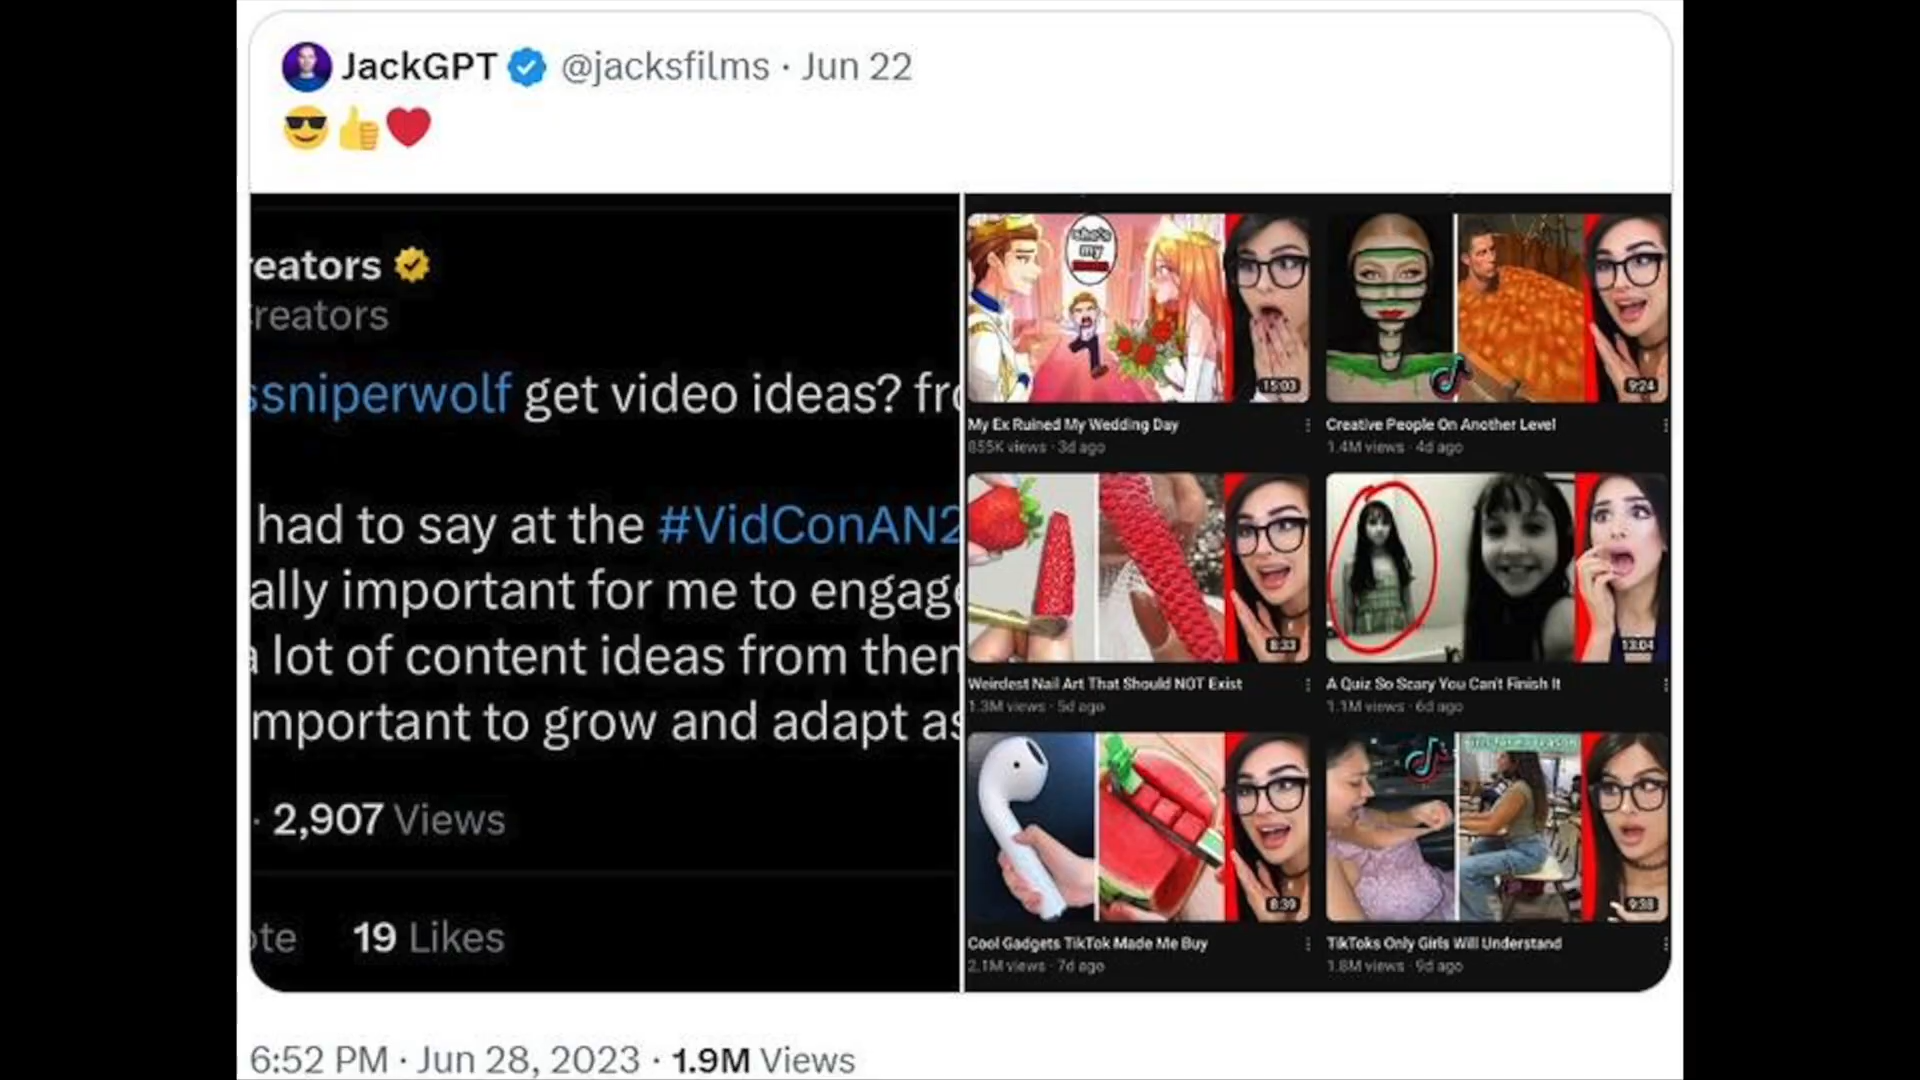 JackGPT @jacksfilms · Jun 22
😎👍❤️
reators
reators
ssniperwolf get video ideas?
had to say at the #VidConAN2
ally important for me to engage
a lot of content ideas from them
mportant to grow and adapt as
· 2,907 Views
19 Likes
she's
my
15:03
9:24
My Ex Ruined My Wedding Day
855K views · 3d ago
Creative People On Another Level
1.4M views · 4d ago
8:33
13:04
Weirdest Nail Art That Should NOT Exist
1.3M views · 5d ago
A Quiz So Scary You Can't Finish It
1.1M views · 6d ago
8:39
9:38
Cool Gadgets TikTok Made Me Buy
2.1M views · 7d ago
TikToks Only Girls Will Understand
1.8M views · 9d ago
6:52 PM · Jun 28, 2023 · 1.9M Views